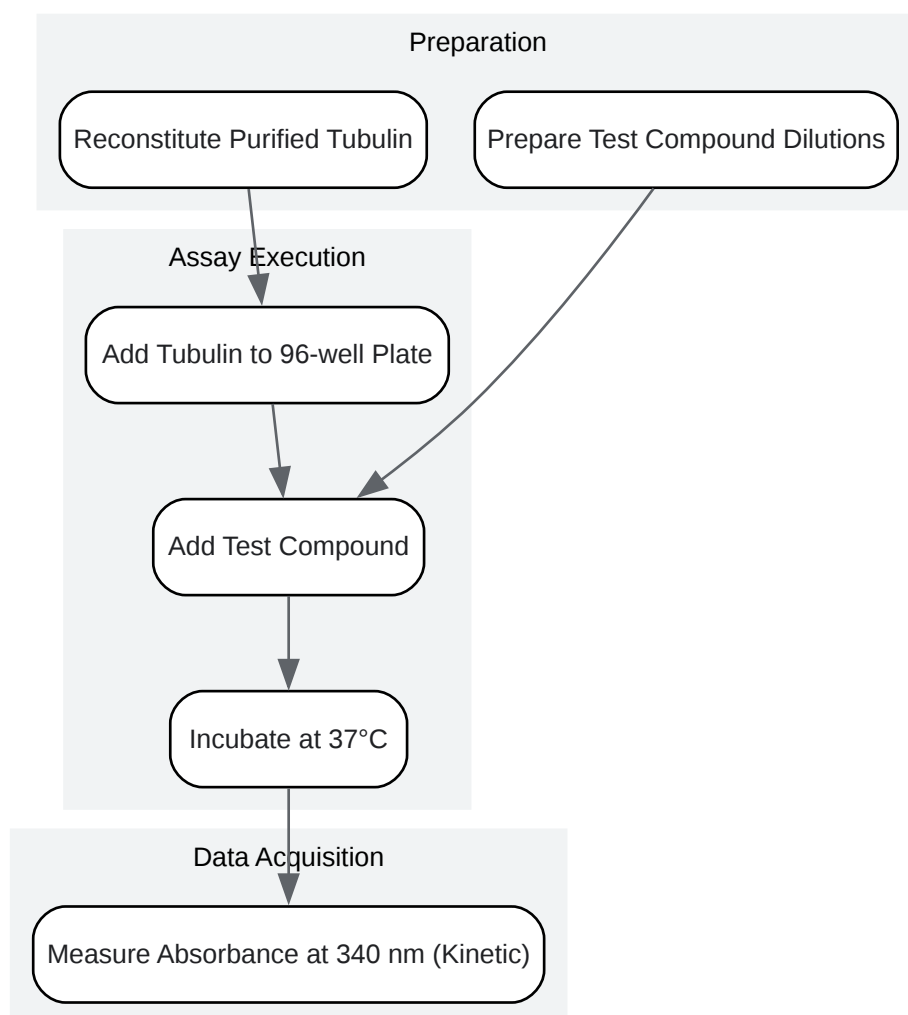 Preparation
Reconstitute Purified Tubulin
Prepare Test Compound Dilutions
Assay Execution
Add Tubulin to 96-well Plate
Add Test Compound
Incubate at 37°C
Data Acquisition
Measure Absorbance at 340 nm (Kinetic)